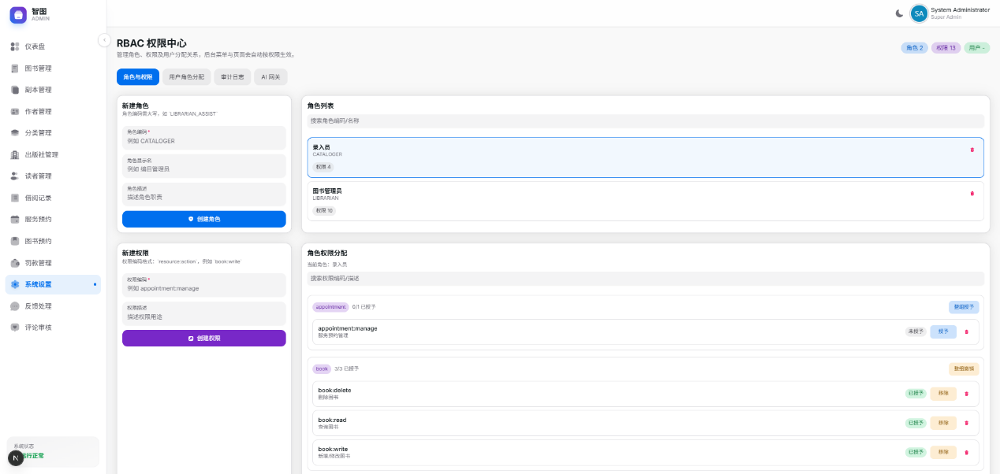 智图
ADMIN
仪表盘
图书管理
副本管理
作者管理
分类管理
出版社管理
读者管理
借阅记录
服务预约
图书预约
罚款管理
系统设置
反馈处理
评论审核
系统状态
运行正常
N
SA
System Administrator
Super Admin
RBAC 权限中心
管理角色、权限及用户分配关系，后台菜单与页面会自动按权限生效。
角色 2
权限 13
用户 -
角色与权限
用户角色分配
审计日志
AI 网关
新建角色
角色编码需大写，如 `LIBRARIAN_ASSIST`
角色编码*
例如 CATALOGER
角色显示名
例如 编目管理员
角色描述
描述角色职责
创建角色
角色列表
搜索角色编码/名称
录入员
CATALOGER
权限 4
图书管理员
LIBRARIAN
权限 10
新建权限
权限编码格式：`resource:action`，例如 `book:write`
权限编码*
例如 appointment:manage
权限描述
描述权限用途
创建权限
角色权限分配
当前角色：录入员
搜索权限编码/描述
appointment
0/1 已授予
整组授予
appointment:manage
服务预约管理
未授予
授予
book
3/3 已授予
整组撤销
book:delete
删除图书
已授予
移除
book:read
查询图书
已授予
移除
book:write
新增/修改图书
已授予
移除